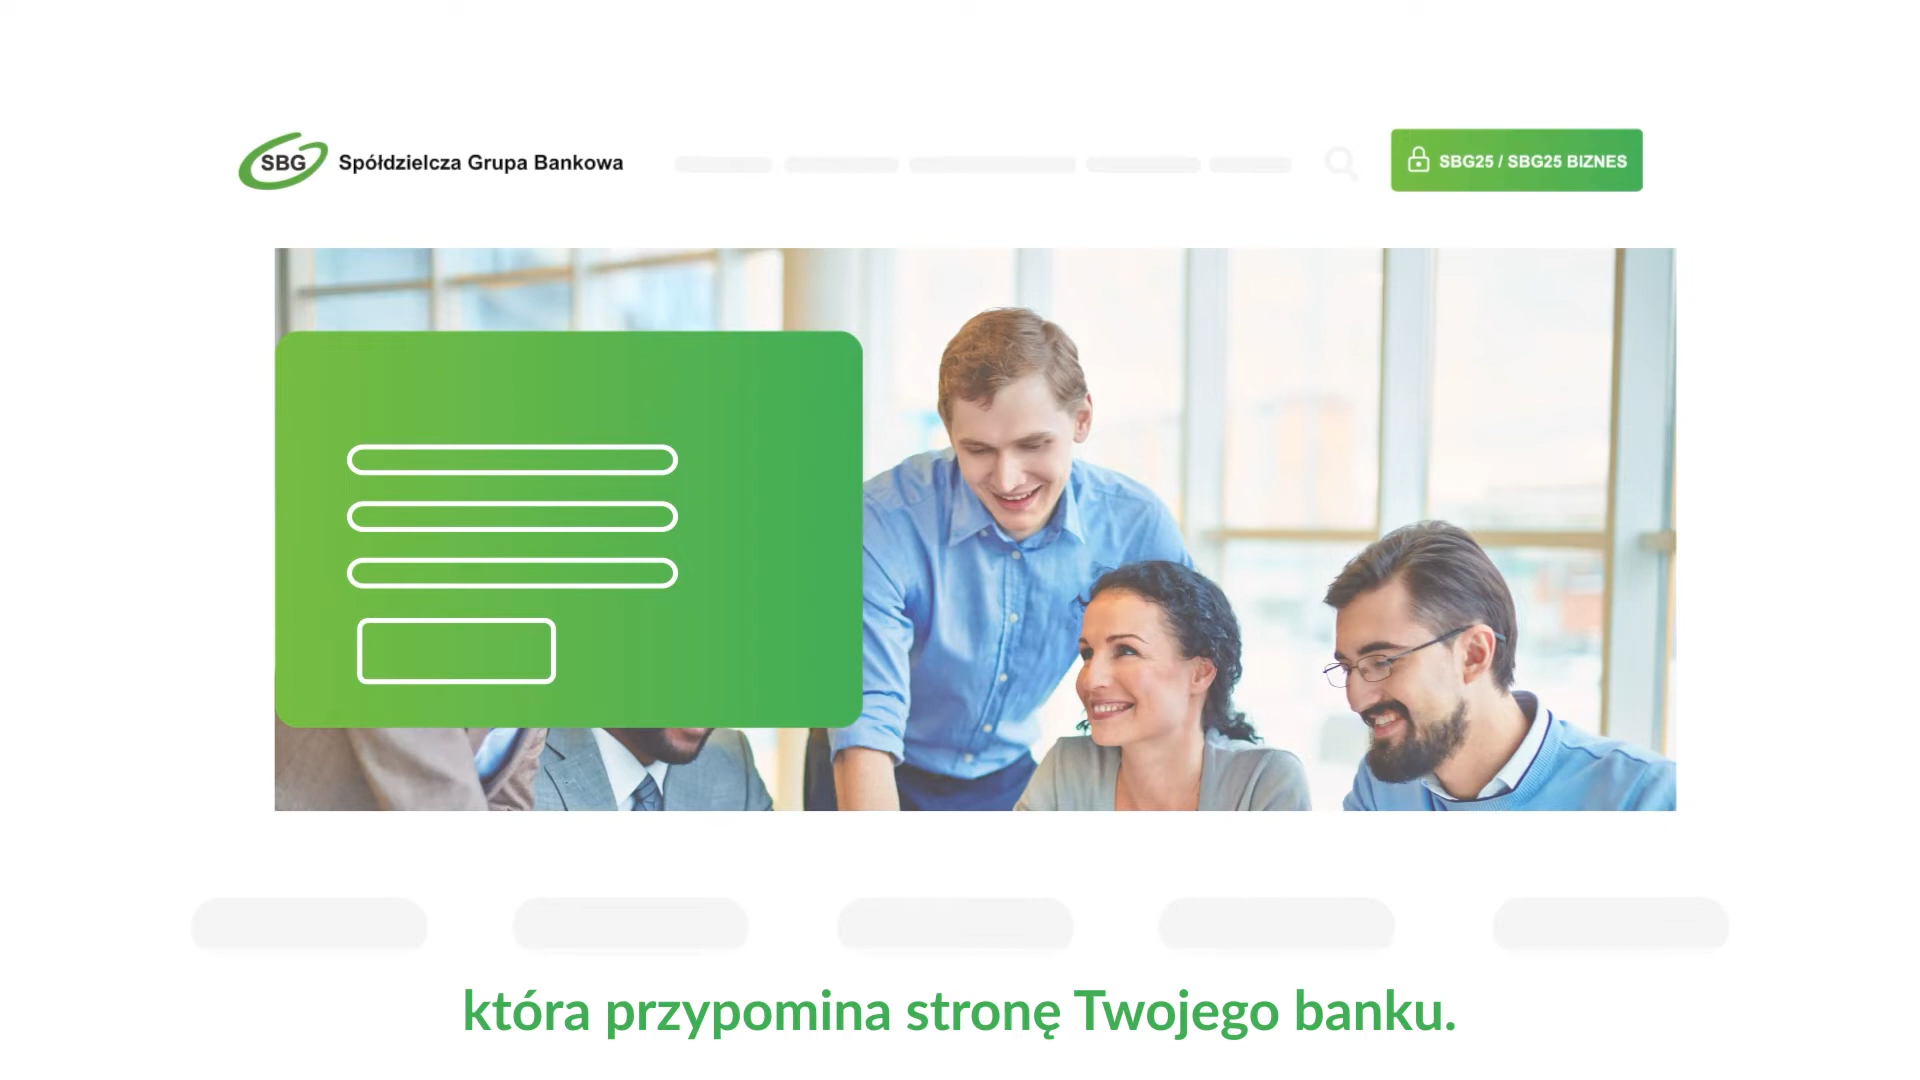 SBG Spółdzielcza Grupa Bankowa
SBG25 / SBG25 BIZNES
która przypomina stronę Twojego banku.